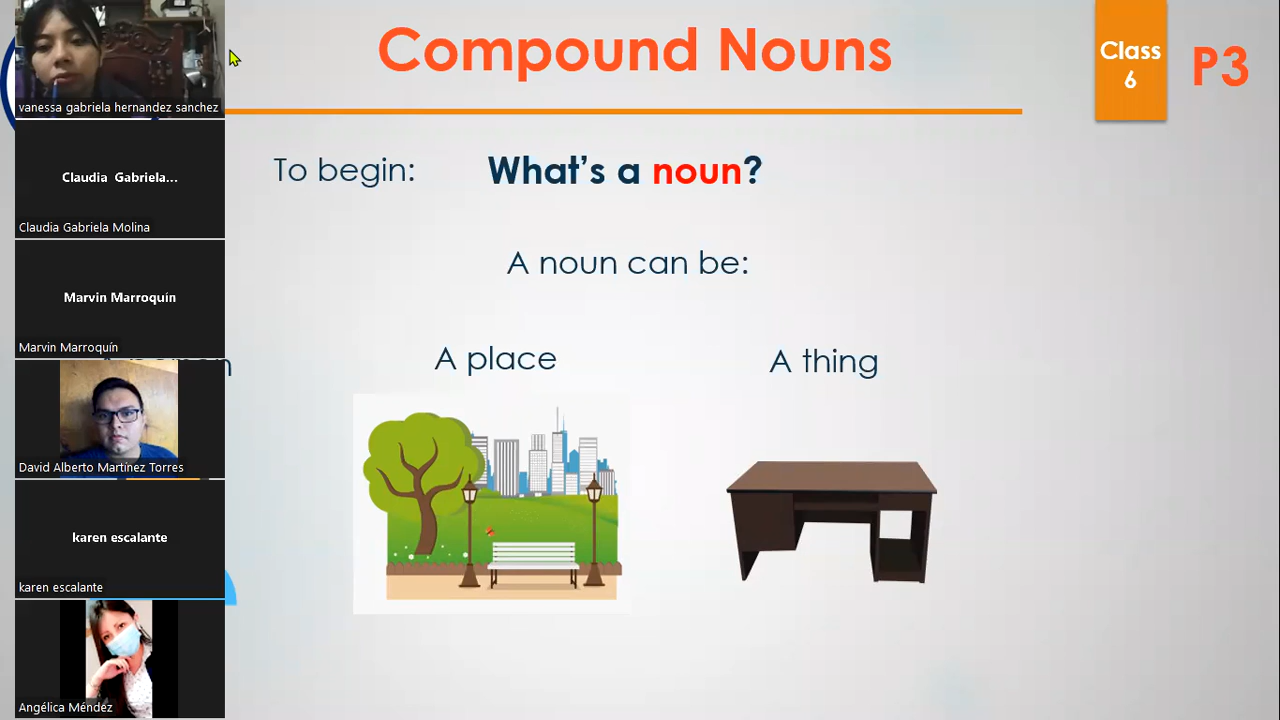 Compound Nouns
Class
6
P3
To begin:
What's a noun?
A noun can be:
A place
A thing
vanessa gabriela hernandez sanchez
Claudia Gabriela...
Claudia Gabriela Molina
Marvin Marroquín
Marvin Marroquín
David Alberto Martínez Torres
karen escalante
karen escalante
Angélica Méndez